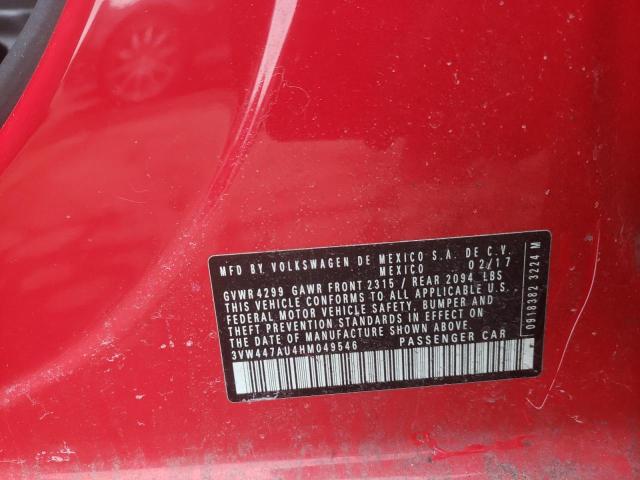 MFD BY. VOLKSWAGEN DE MEXICO S.A. DE C.V.
MEXICO 02/17
GVWR 4299 GAWR FRONT 2315 / REAR 2094 LBS
THIS VEHICLE CONFORMS TO ALL APPLICABLE U.S.
FEDERAL MOTOR VEHICLE SAFETY, BUMPER AND
THEFT PREVENTION STANDARDS IN EFFECT ON
THE DATE OF MANUFACTURE SHOWN ABOVE.
3VW447AU4HM049546 PASSENGER CAR
0918382 3224 M